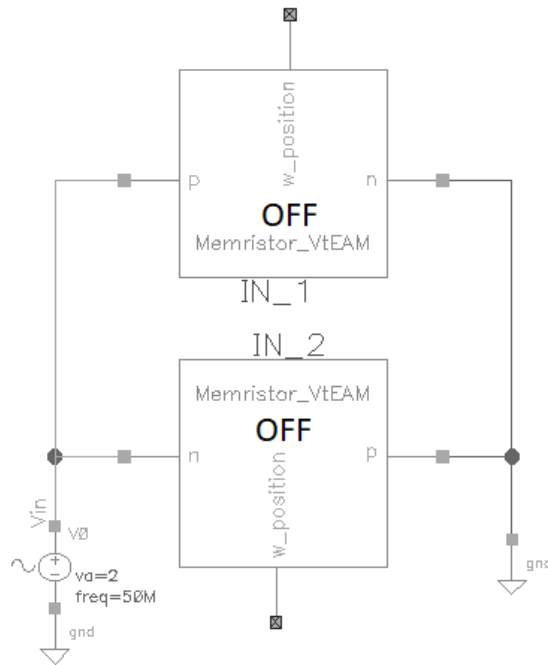 w_position
p
n
OFF
Memristor_VtEAM
IN_1
IN_2
Memristor_VtEAM
OFF
n
p
w_position
Vin
V0
va=2
freq=50M
gnd
gnd